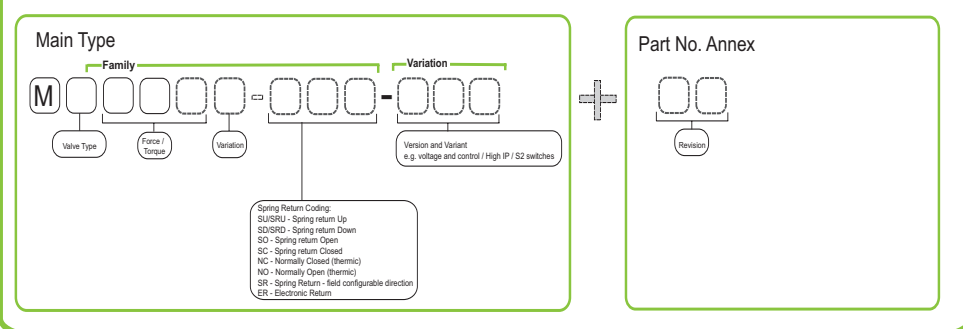 Main Type
Part No. Annex
Family
Variation
M
Valve Type
Force /
Torque
Variation
Version and Variant
e.g. voltage and control / High IP / S2 switches
Revision
Spring Return Coding:
SU/SRU - Spring return Up
SD/SRD - Spring return Down
SO - Spring return Open
SC - Spring return Closed
NC - Normally Closed (thermic)
NO - Normally Open (thermic)
SR - Spring Return - field configurable direction
ER - Electronic Return